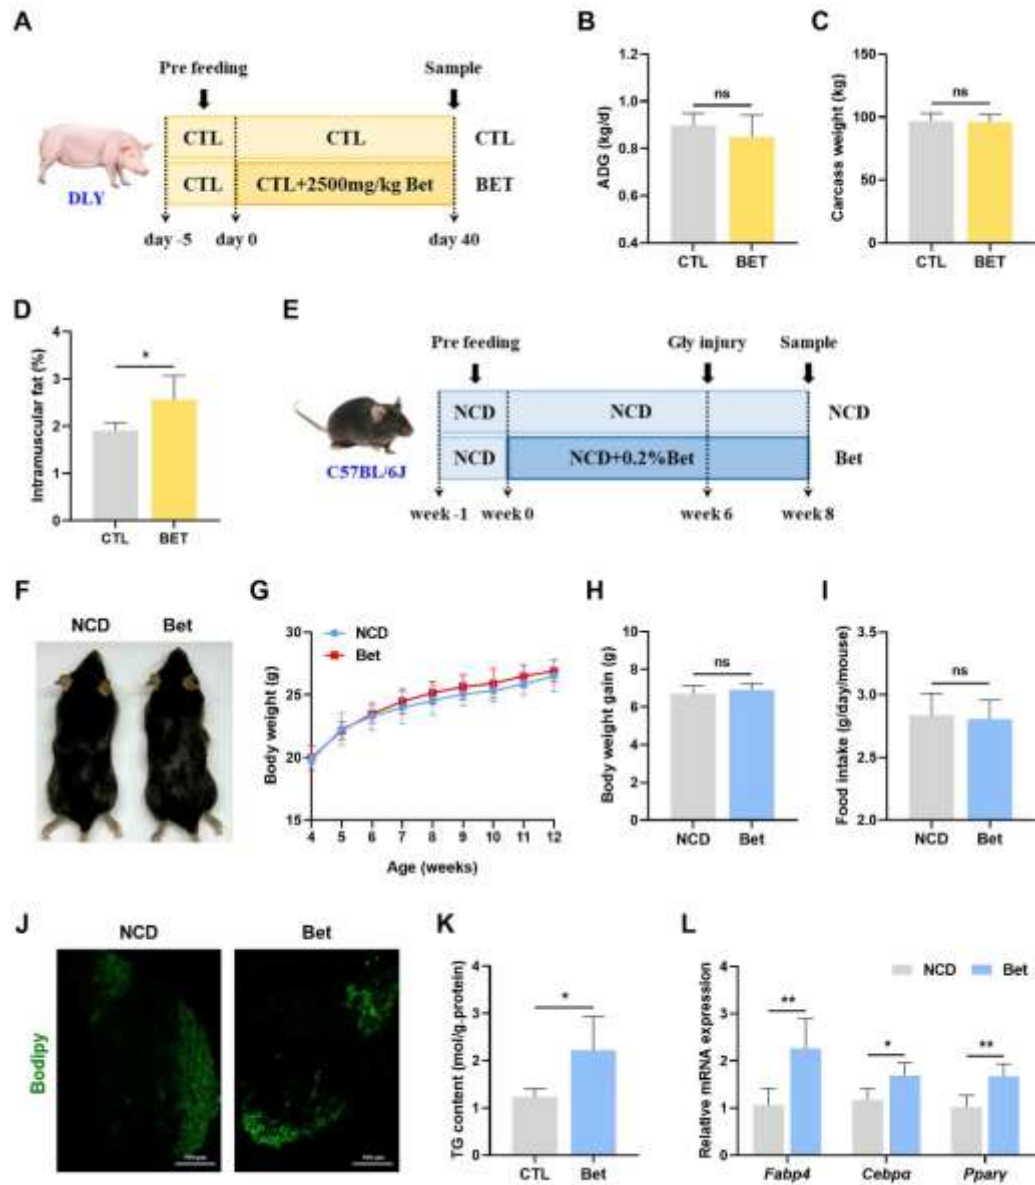 A
Pre feeding
Sample
CTL
CTL
CTL
CTL
CTL+2500mg/kg Bet
BET
DLY
day -5
day 0
day 40
B
ADG (kg/d)
1.2
1.0
0.8
0.6
0.4
ns
CTL
BET
C
Carcass weight (kg)
150
100
50
0
ns
CTL
BET
D
Intramuscular fat (%)
4
3
2
1
0
*
CTL
BET
E
Pre feeding
Gly injury
Sample
NCD
NCD
NCD
NCD
NCD+0.2%Bet
Bet
C57BL/6J
week -1
week 0
week 6
week 8
F
NCD
Bet
G
Body weight (g)
30
25
20
15
NCD
Bet
4
5
6
7
8
9
10
11
12
Age (weeks)
H
Body weight gain (g)
10
8
6
4
2
0
ns
NCD
Bet
I
Food intake (g/day/mouse)
3.5
3.0
2.5
2.0
ns
NCD
Bet
J
NCD
Bet
Bodipy
K
TG content (mol/g.protein)
4
3
2
1
0
*
CTL
Bet
L
NCD
Bet
Relative mRNA expression
4
3
2
1
0
**
*
**
Fabp4
Cebpα
Pparγ